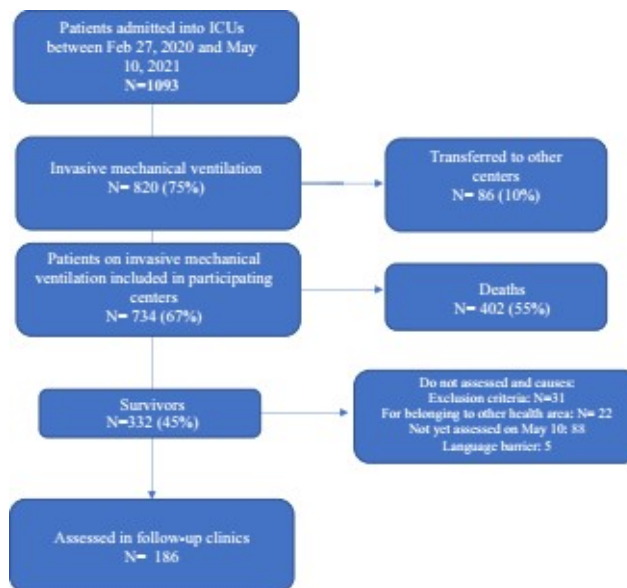 Patients admitted into ICUs
between Feb 27, 2020 and May
10, 2021
N=1093
Invasive mechanical ventilation
N= 820 (75%)
Transferred to other
centers
N= 86 (10%)
Patients on invasive mechanical
ventilation included in participating
centers
N= 734 (67%)
Deaths
N= 402 (55%)
Survivors
N=332 (45%)
Do not assessed and causes:
Exclusion criteria: N=31
For belonging to other health area: N= 22
Not yet assessed on May 10: 88
Language barrier: 5
Assessed in follow-up clinics
N= 186